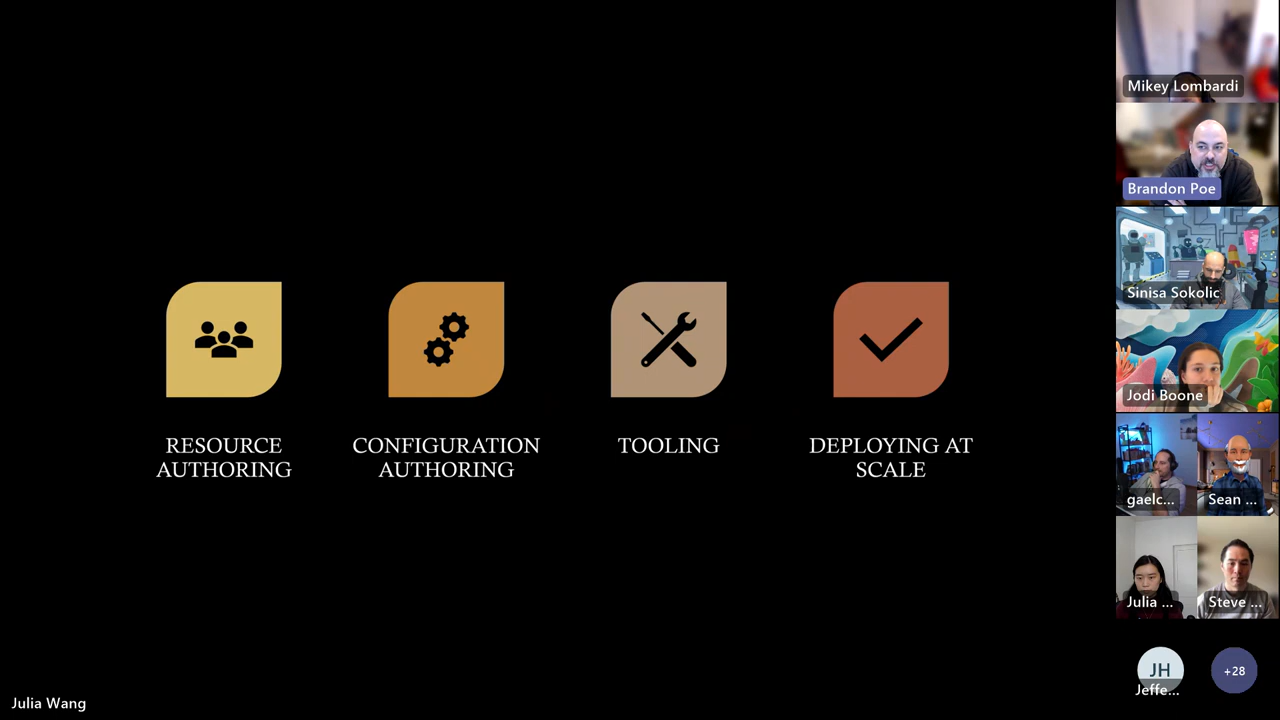 RESOURCE
AUTHORING
CONFIGURATION
AUTHORING
TOOLING
DEPLOYING AT
SCALE
Mikey Lombardi
Brandon Poe
Sinisa Sokolic
Jodi Boone
gaelc...
Sean ...
Julia ...
Steve ...
JH
Jeffe...
+28
Julia Wang